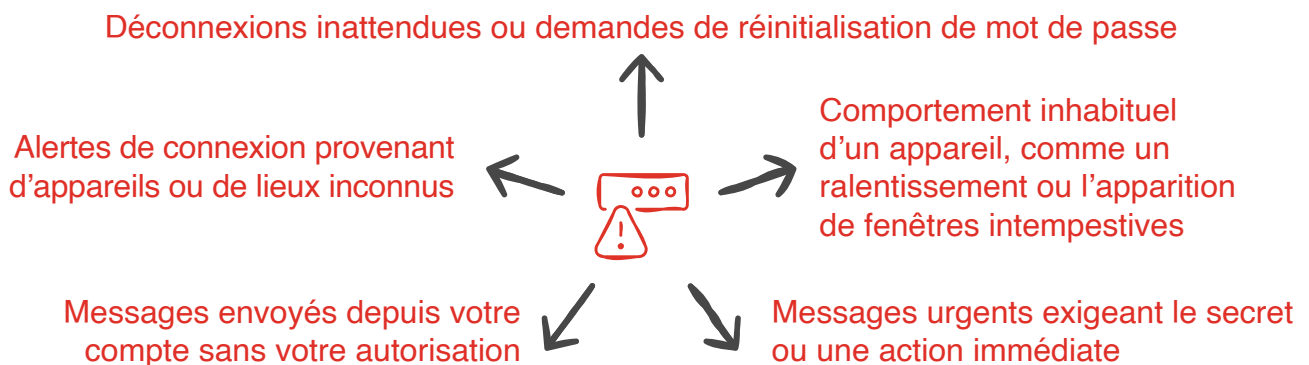 Déconnexions inattendues ou demandes de réinitialisation de mot de passe
Alertes de connexion provenant
d’appareils ou de lieux inconnus
Comportement inhabituel
d’un appareil, comme un
ralentissement ou l’apparition
de fenêtres intempestives
Messages envoyés depuis votre
compte sans votre autorisation
Messages urgents exigeant le secret
ou une action immédiate